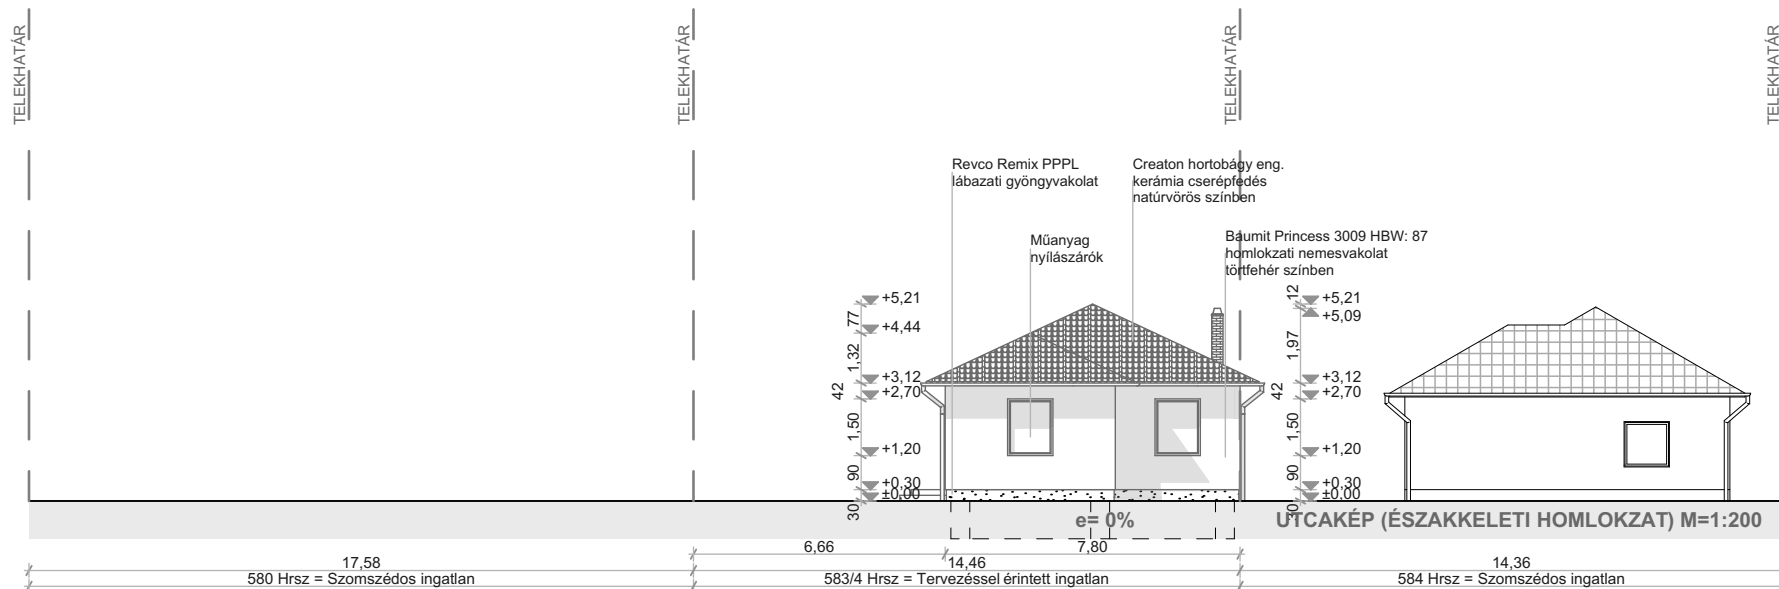 TELEKHATÁR
TELEKHATÁR
TELEKHATÁR
TELEKHATÁR
Revco Remix PPPL
lábazati gyöngyvakolat
Creaton hortobágy eng.
kerámia cserépfedés
natúrvörös színben
Műanyag
nyílászárók
Baumit Princess 3009 HBW: 87
homlokzati nemesvakolat
törtfehér színben
+5,21
77
+4,44
1,32
+3,12
42
+2,70
1,50
+1,20
90
+0,30
±0,00
30
12
+5,21
+5,09
1,97
+3,12
42
+2,70
1,50
+1,20
90
+0,30
±0,00
30
e= 0%
UTCAKÉP (ÉSZAKKELETI HOMLOKZAT) M=1:200
6,66
7,80
17,58
14,46
14,36
580 Hrsz = Szomszédos ingatlan
583/4 Hrsz = Tervezéssel érintett ingatlan
584 Hrsz = Szomszédos ingatlan